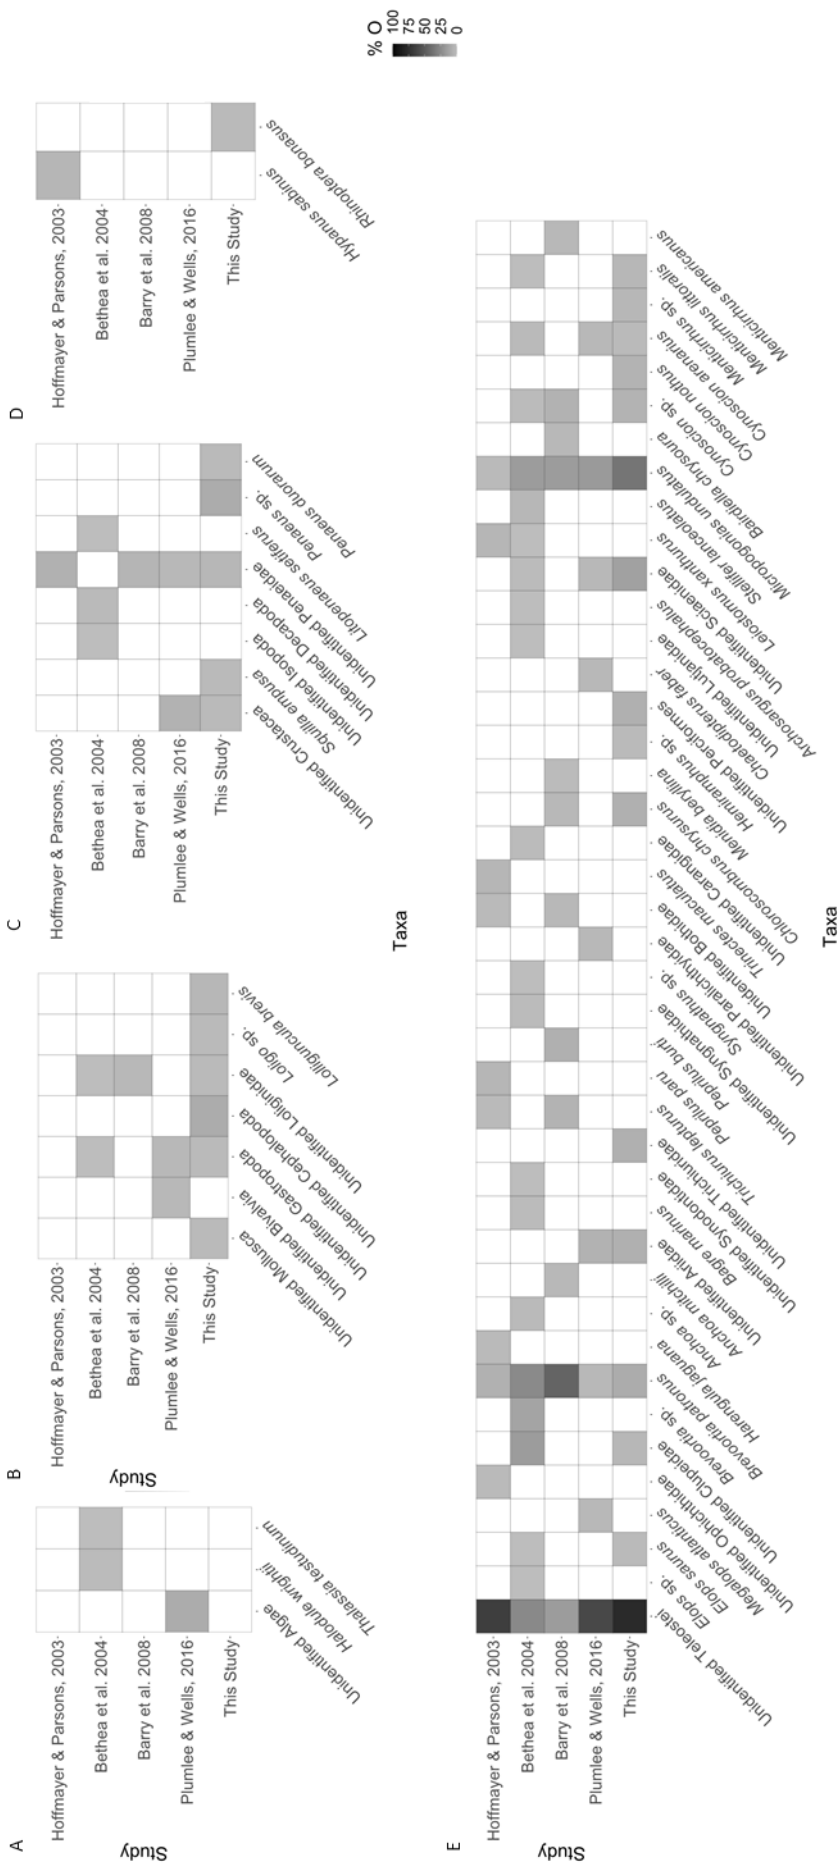 A
Study
Hoffmayer & Parsons, 2003
Bethea et al. 2004
Barry et al. 2008
Plumlee & Wells, 2016
This Study
Unidentified Algae
Halodule wrightii
Thalassia testudinum
B
Study
Hoffmayer & Parsons, 2003
Bethea et al. 2004
Barry et al. 2008
Plumlee & Wells, 2016
This Study
Unidentified Mollusca
Unidentified Bivalvia
Unidentified Gastropoda
Unidentified Cephalopoda
Unidentified Loliginidae
Loligo sp.
Lolliguncula brevis
C
Hoffmayer & Parsons, 2003
Bethea et al. 2004
Barry et al. 2008
Plumlee & Wells, 2016
This Study
Unidentified Crustacea
Squilla empusa
Unidentified Isopoda
Unidentified Decapoda
Unidentified Penaeidae
Litopenaeus setiferus
Penaeus sp.
Penaeus duorarum
Taxa
D
Hoffmayer & Parsons, 2003
Bethea et al. 2004
Barry et al. 2008
Plumlee & Wells, 2016
This Study
Hypanus sabinus
Rhinoptera bonasus
% O
100
75
50
25
0
E
Study
Hoffmayer & Parsons, 2003
Bethea et al. 2004
Barry et al. 2008
Plumlee & Wells, 2016
This Study
Unidentified Teleostei
Elops sp.
Elops saurus
Megalops atlanticus
Unidentified Ophichthidae
Unidentified Clupeidae
Brevoortia sp.
Brevoortia patronus
Harengula jaguana
Anchoa sp.
Anchoa mitchilli
Unidentified Ariidae
Bagre marinus
Unidentified Synodontidae
Unidentified Trichiuridae
Trichiurus lepturus
Peprilus paru
Peprilus burti
Unidentified Syngnathidae
Syngnathus sp.
Unidentified Paralichthyidae
Unidentified Bothidae
Trinectes maculatus
Unidentified Carangidae
Chloroscombrus chrysurus
Menidia beryllina
Hemiramphus sp.
Unidentified Perciformes
Chaetodipterus faber
Unidentified Lutjanidae
Archosargus probatocephalus
Unidentified Sciaenidae
Leiostomus xanthurus
Stellifer lanceolatus
Micropogonias undulatus
Bairdiella chrysoura
Cynoscion sp.
Cynoscion nothus
Cynoscion arenarius
Menticirrhus sp.
Menticirrhus littoralis
Menticirrhus americanus
Taxa